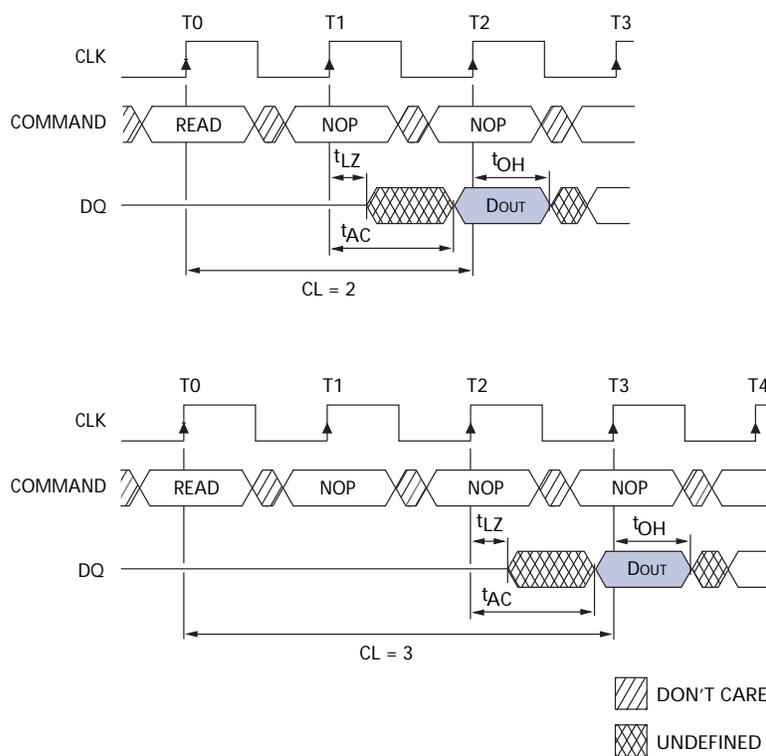 T0 T1 T2 T3
CLK
COMMAND READ NOP NOP
tLZ tOH
DQ DOUT
tAC
CL = 2
T0 T1 T2 T3 T4
CLK
COMMAND READ NOP NOP NOP
tLZ tOH
DQ DOUT
tAC
CL = 3
DON'T CARE
UNDEFINED